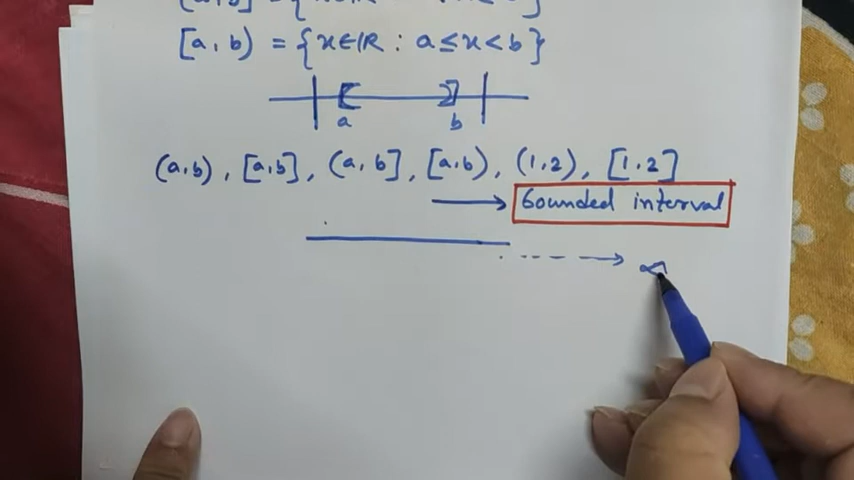 [a, b) = {x∈ℝ : a≤x<b}
a b
(a,b), [a,b], (a,b], [a,b), (1,2), [1,2]
→ bounded interval
----→ ∞